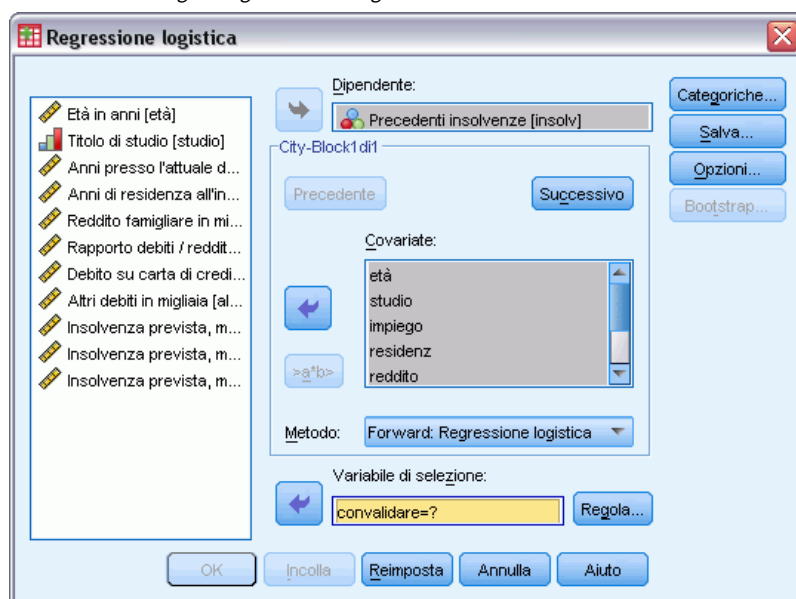 Regressione logistica
Età in anni [età]
Titolo di studio [studio]
Anni presso l'attuale d...
Anni di residenza all'in...
Reddito famigliare in mi...
Rapporto debiti / reddit...
Debito su carta di credi...
Altri debiti in migliaia [al...
Insolvenza prevista, m...
Insolvenza prevista, m...
Insolvenza prevista, m...
Dipendente:
Precedenti insolvenze [insolv]
City-Block1di1
Precedente
Successivo
Covariate:
età
studio
impiego
residenz
reddito
>a*b>
Metodo:
Forward: Regressione logistica
Variabile di selezione:
convalidare=?
Regola...
Categoriche...
Salva...
Opzioni...
Bootstrap...
OK
Incolla
Reimposta
Annulla
Aiuto